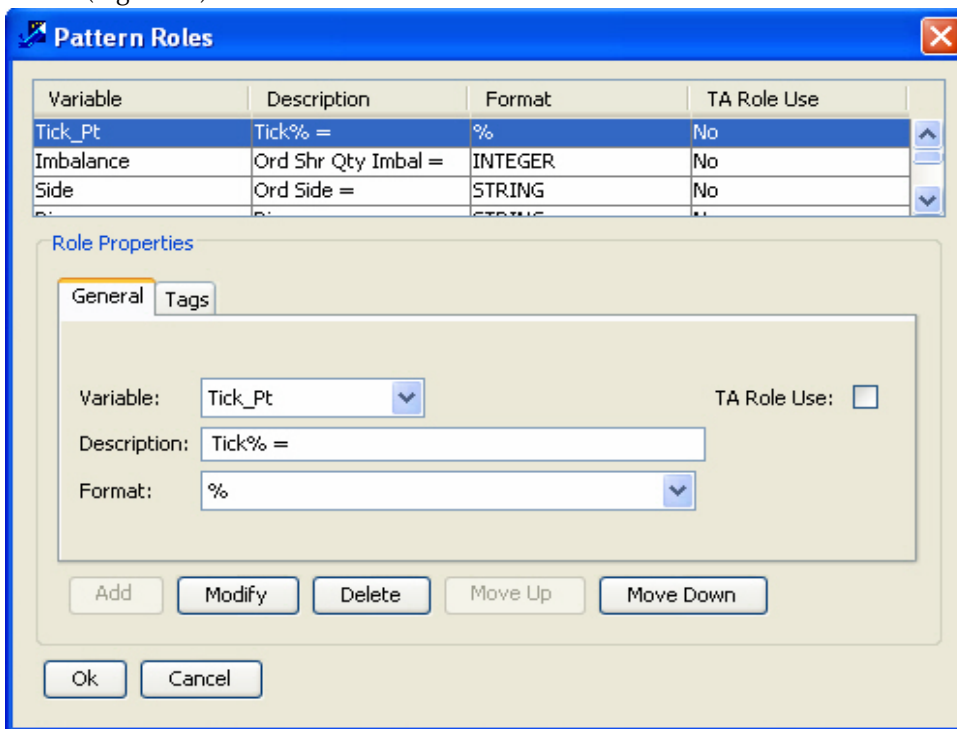 Pattern Roles
Variable Description Format TA Role Use
Tick_Pt Tick% = % No
Imbalance Ord Shr Qty Imbal = INTEGER No
Side Ord Side = STRING No
Role Properties
General Tags
Variable: Tick_Pt TA Role Use:
Description: Tick% =
Format: %
Add Modify Delete Move Up Move Down
Ok Cancel